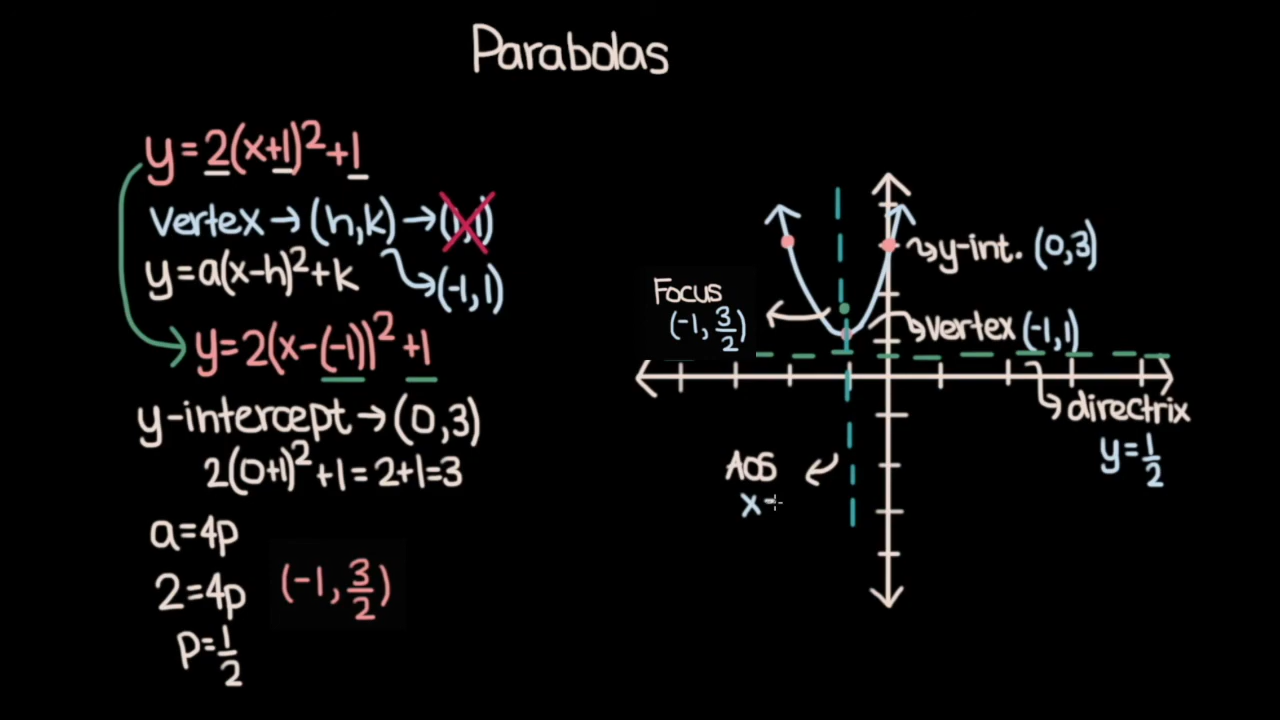 Parabolas
y=2(x+1)²+1
vertex→(h,k)→(1,1)
y=a(x-h)²+k
(-1,1)
y=2(x-(-1))²+1
y-intercept→(0,3)
2(0+1)²+1=2+1=3
a=4p
2=4p
(-1,3/2)
p=1/2
y-int. (0,3)
Focus
(-1,3/2)
vertex (-1,1)
directrix
y=1/2
AOS
x-